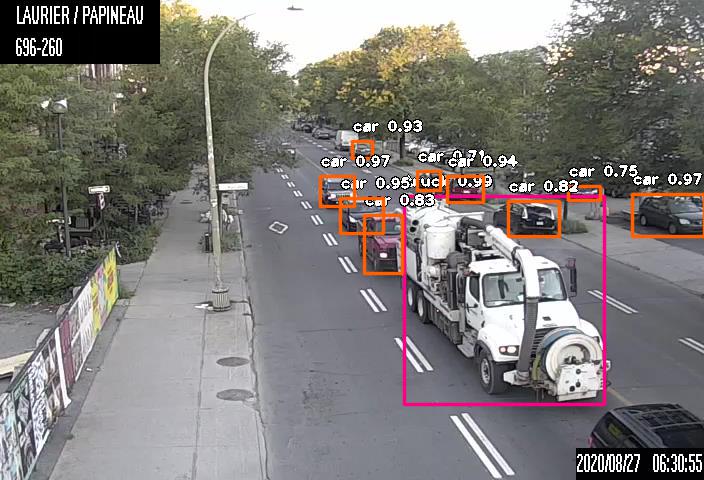 LAURIER / PAPINEAU
696-260
car 0.93
car 0.71
car 0.97
car 0.94
car 0.95
truck 0.99
car 0.75
car 0.82
car 0.97
car 0.83
2020/08/27 06:30:55